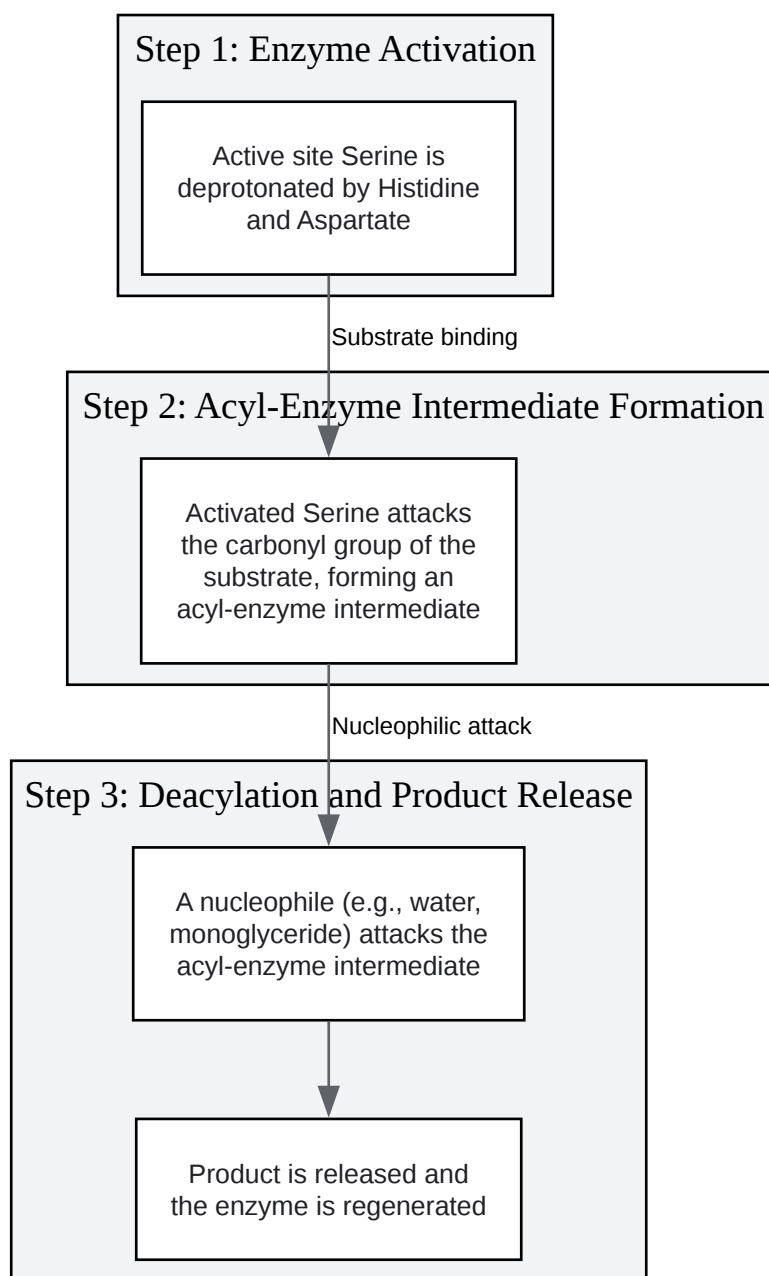 Step 1: Enzyme Activation
Active site Serine is
deprotonated by Histidine
and Aspartate
Substrate binding
Step 2: Acyl-Enzyme Intermediate Formation
Activated Serine attacks
the carbonyl group of the
substrate, forming an
acyl-enzyme intermediate
Nucleophilic attack
Step 3: Deacylation and Product Release
A nucleophile (e.g., water,
monoglyceride) attacks the
acyl-enzyme intermediate
Product is released and
the enzyme is regenerated